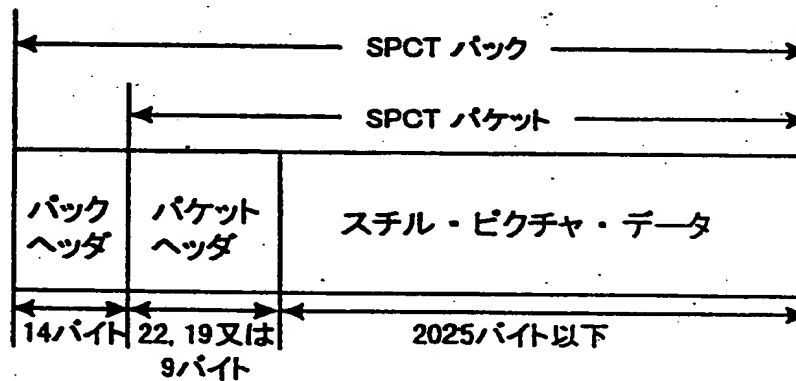 SPCT パック
SPCT パケット
パック
ヘッダ
パケット
ヘッダ
スチル・ピクチャ・データ
14バイト
22, 19又は
9バイト
2025バイト以下